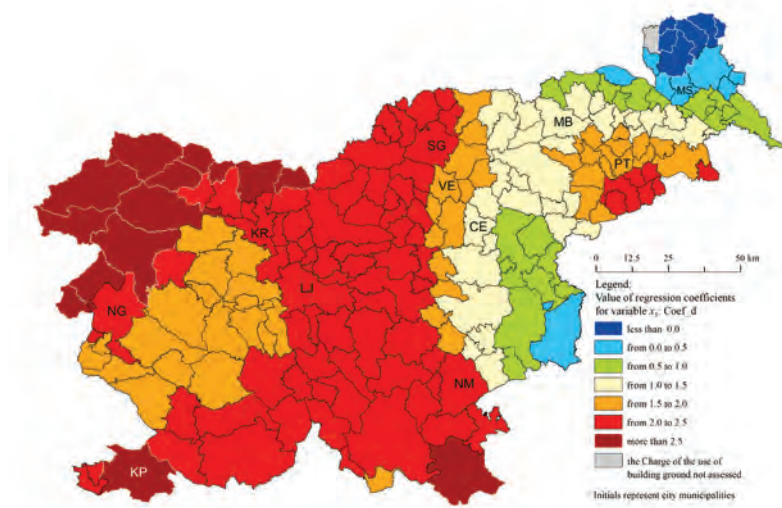 MS
MB
SG
PT
VE
CE
KR
LJ
NG
NM
KP
0 12.5 25 50 km
Legend:
Value of regression coefficients
for variable x₅: Coef_d
less than 0.0
from 0.0 to 0.5
from 0.5 to 1.0
from 1.0 to 1.5
from 1.5 to 2.0
from 2.0 to 2.5
more than 2.5
the Charge of the use of
building ground not assessed
Initials represent city municipalities